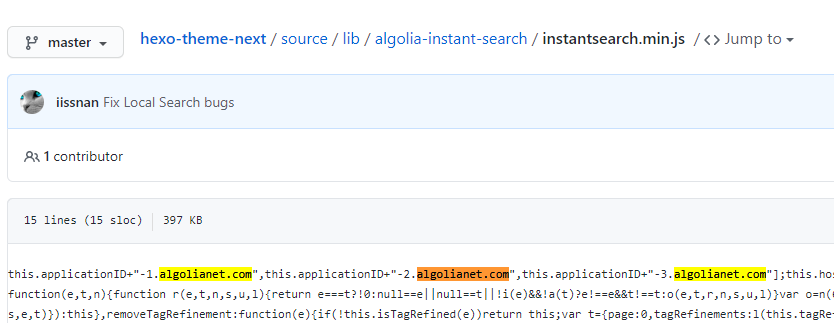 master hexo-theme-next / source / lib / algolia-instant-search / instantsearch.min.js / <> Jump to
iissnan Fix Local Search bugs
1 contributor
15 lines (15 sloc) 397 KB
this.applicationID+"-1.algolianet.com",this.applicationID+"-2.algolianet.com",this.applicationID+"-3.algolianet.com"];this.ho
function(e,t,n){function r(e,t,n,s,u,l){return e===t?!0:null==e||null==t||!i(e)&&!a(t)?e!==e&&t!==t:o(e,t,r,n,s,u,l)}var o=n(
s,e,t)}):this},removeTagRefinement:function(e){if(!this.isTagRefined(e))return this;var t={page:0,tagRefinements:l(this.tagRe